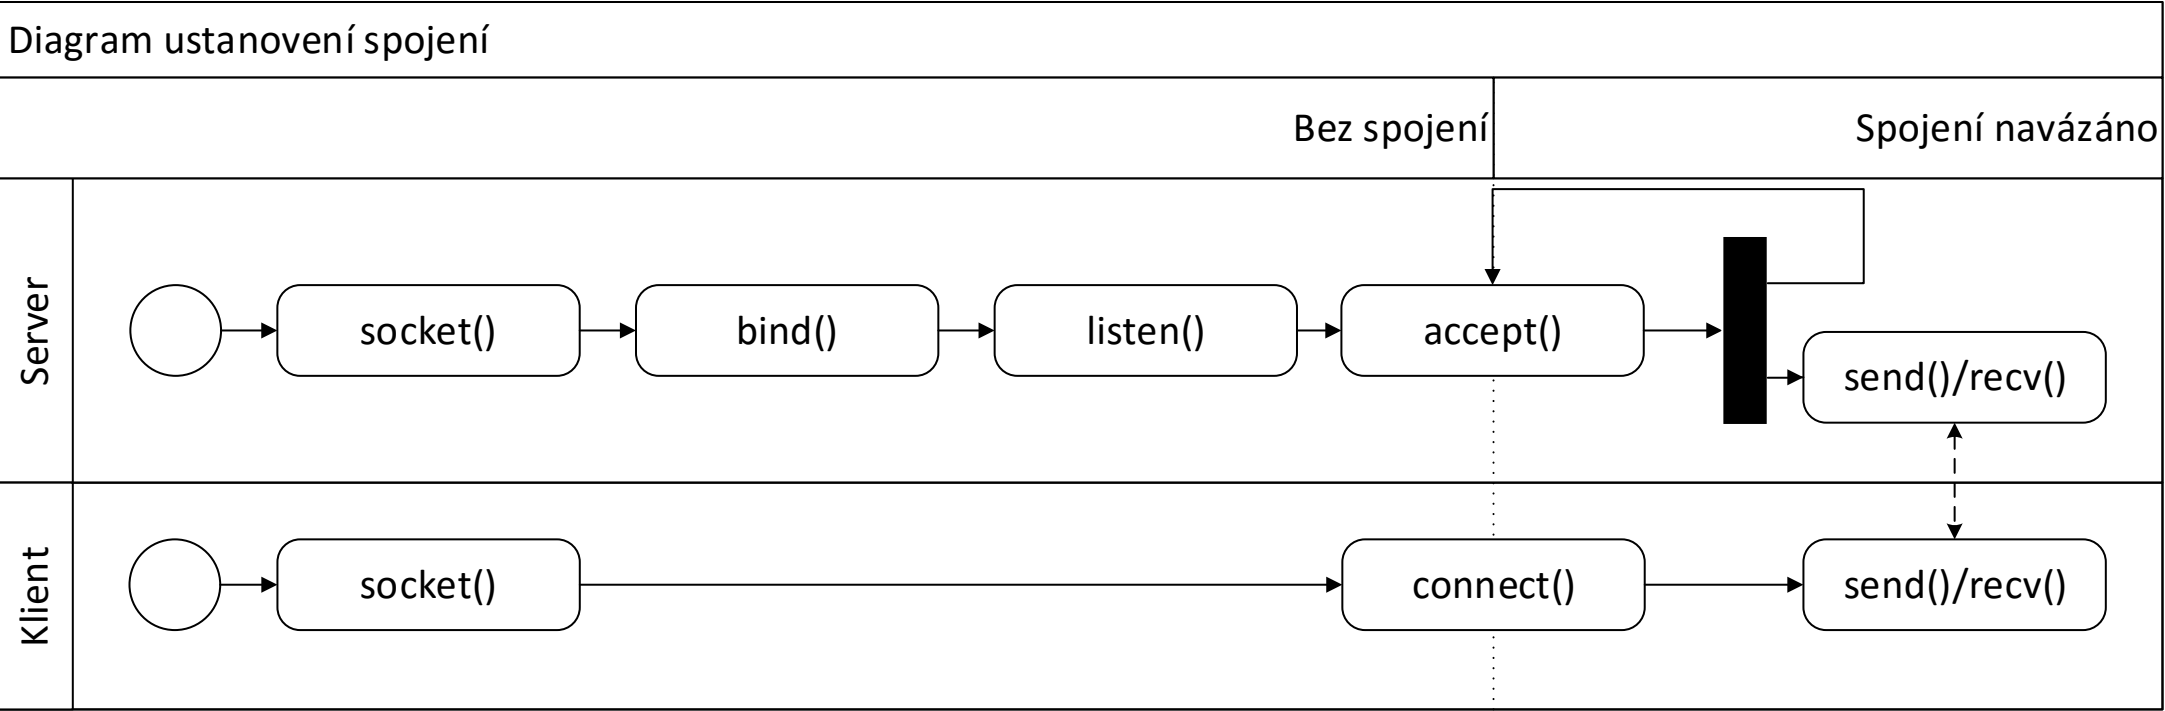 Diagram ustanovení spojení
Bez spojení
Spojení navázáno
Server
socket()
bind()
listen()
accept()
send()/recv()
Klient
socket()
connect()
send()/recv()